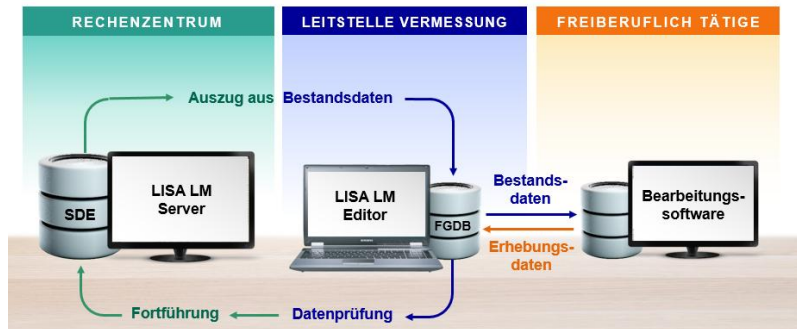 RECHENZENTRUM
LEITSTELLE VERMESSUNG
FREIBERUFLICH TÄTIGE
Auszug aus Bestandsdaten
SDE
LISA LM
Server
LISA LM
Editor
FGDB
Bestands-
daten
Erhebungs-
daten
Bearbeitungs-
software
Fortführung
Datenprüfung